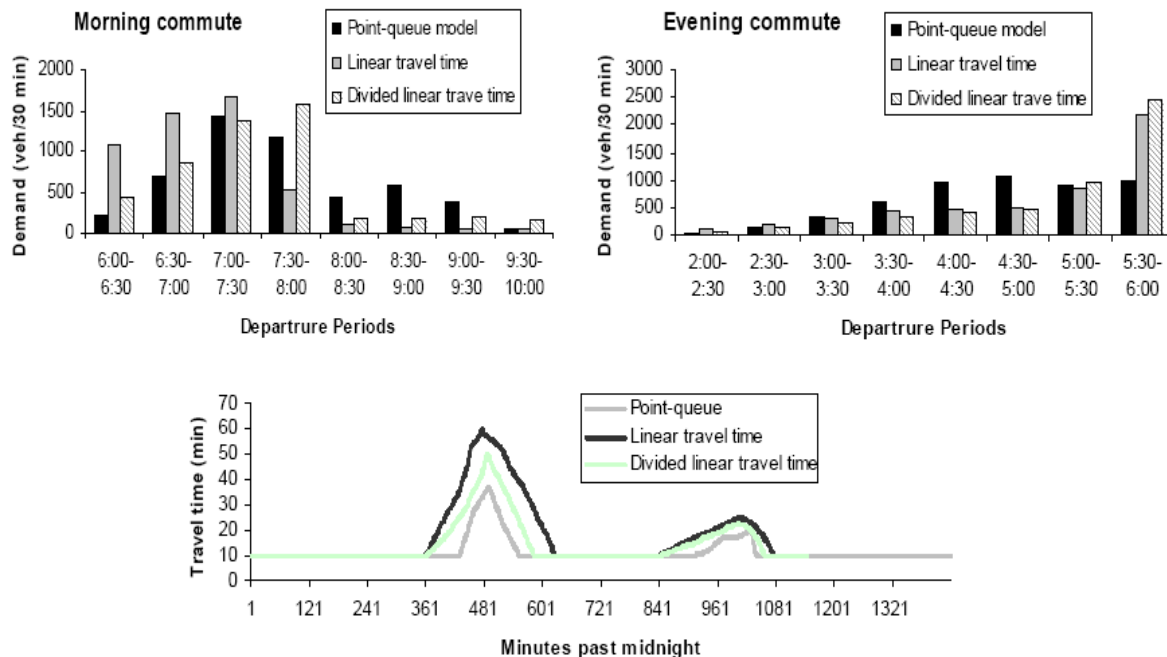 Morning commute
Point-queue model
Linear travel time
Divided linear trave time
Demand (veh/30 min)
2000
1500
1000
500
0
6:00-6:30
6:30-7:00
7:00-7:30
7:30-8:00
8:00-8:30
8:30-9:00
9:00-9:30
9:30-10:00
Departrure Periods
Evening commute
Point-queue model
Linear travel time
Divided linear trave time
Demand (veh/30 min)
3000
2500
2000
1500
1000
500
0
2:00-2:30
2:30-3:00
3:00-3:30
3:30-4:00
4:00-4:30
4:30-5:00
5:00-5:30
5:30-6:00
Departrure Periods
Point-queue
Linear travel time
Divided linear travel time
Travel time (min)
70
60
50
40
30
20
10
0
1 121 241 361 481 601 721 841 961 1081 1201 1321
Minutes past midnight